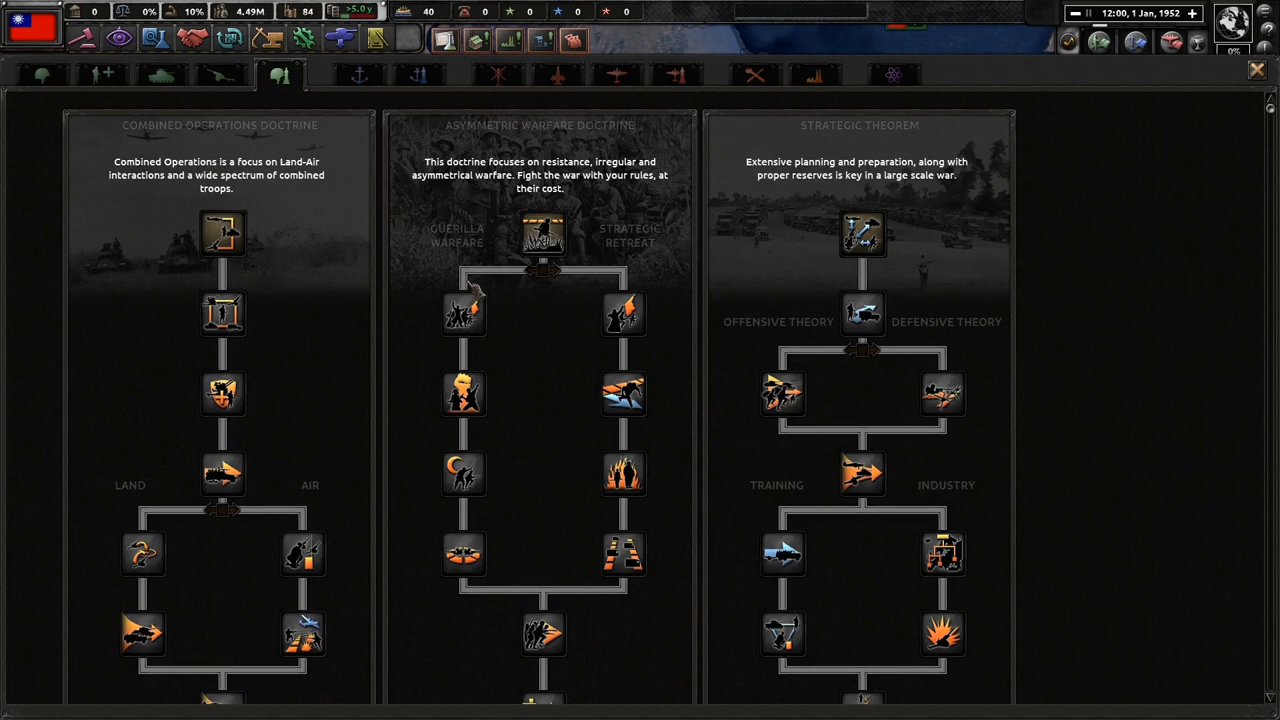 0 0% 10% 4.49M 84 >5.0 y 40 0 0 0 0 12:00, 1 Jan, 1952
0%
COMBINED OPERATIONS DOCTRINE
Combined Operations is a focus on Land-Air
interactions and a wide spectrum of combined
troops.
LAND AIR
ASYMMETRIC WARFARE DOCTRINE
This doctrine focuses on resistance, irregular and
asymmetrical warfare. Fight the war with your rules, at
their cost.
GUERILLA
WARFARE
STRATEGIC
RETREAT
STRATEGIC THEOREM
Extensive planning and preparation, along with
proper reserves is key in a large scale war.
OFFENSIVE THEORY DEFENSIVE THEORY
TRAINING INDUSTRY